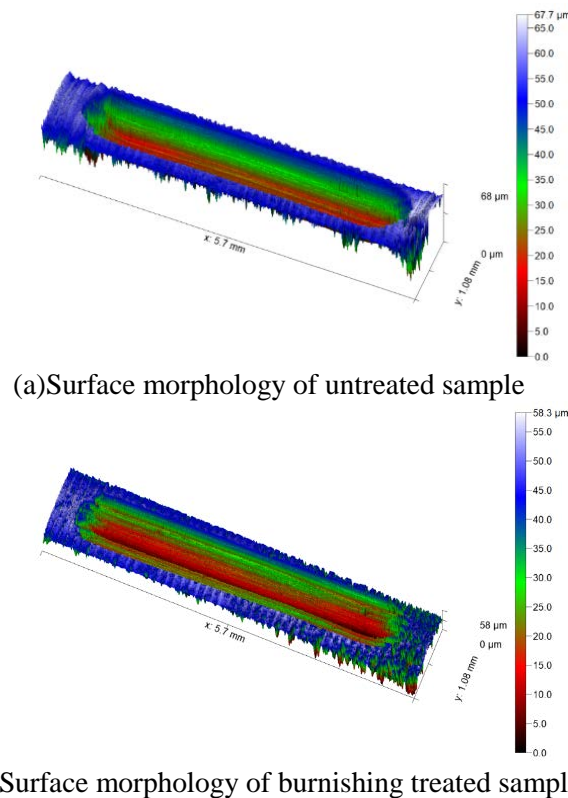 67.7 µm
65.0
60.0
55.0
50.0
45.0
40.0
35.0
30.0
25.0
20.0
15.0
10.0
5.0
0.0
68 µm
0 µm
x: 5.7 mm
y: 1.08 mm
(a)Surface morphology of untreated sample
58.3 µm
55.0
50.0
45.0
40.0
35.0
30.0
25.0
20.0
15.0
10.0
5.0
0.0
58 µm
0 µm
x: 5.7 mm
y: 1.08 mm
Surface morphology of burnishing treated sampl